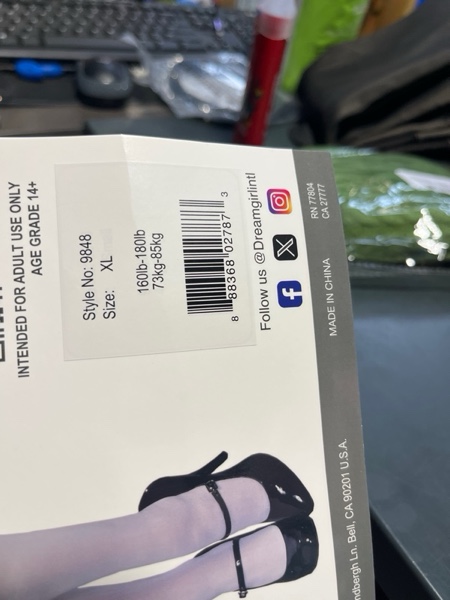 INTENDED FOR ADULT USE ONLY
AGE GRADE 14+
Style No: 9848
Size: XL
160lb-180lb
73kg-85kg
8 88368 02787 3
Follow us @Dreamgirlintl
RN 77804
CA 27777
MADE IN CHINA
Ln. Bell, CA 90201 U.S.A.